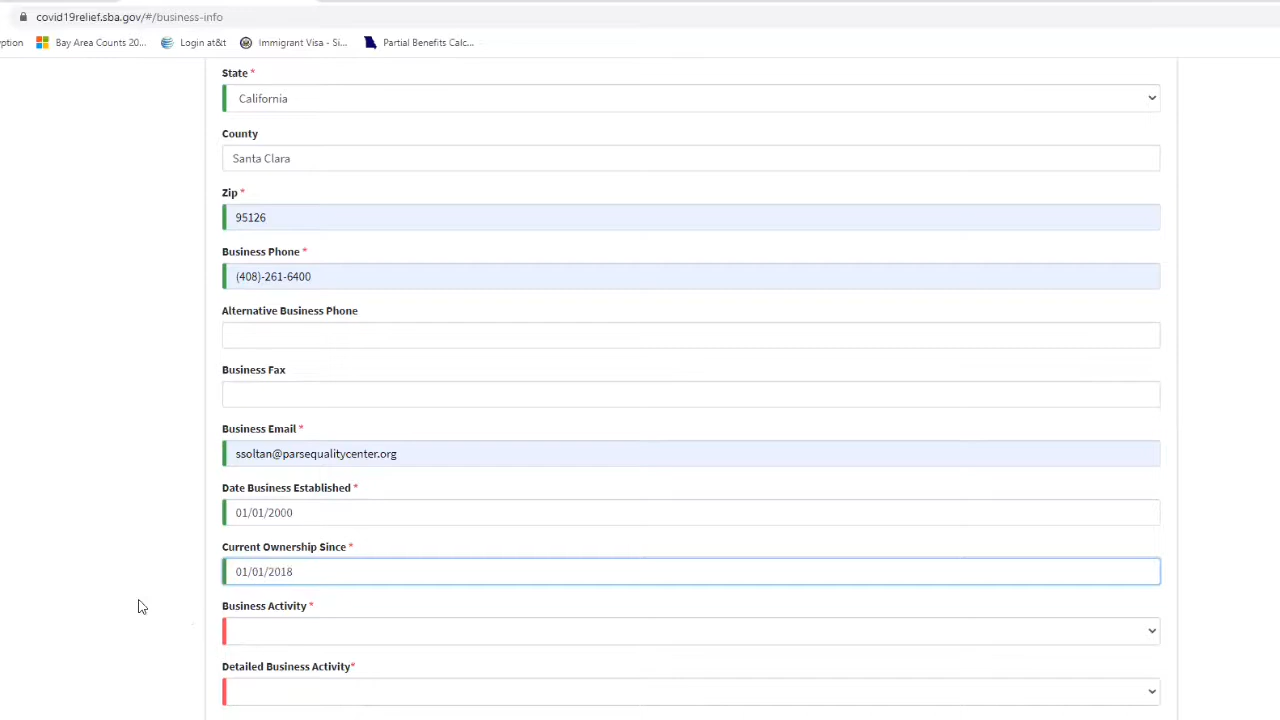 covid19relief.sba.gov/#/business-info
ption Bay Area Counts 20... Login at&t Immigrant Visa - Si... Partial Benefits Calc...
State *
California
County
Santa Clara
Zip *
95126
Business Phone *
(408)-261-6400
Alternative Business Phone
Business Fax
Business Email *
ssoltan@parsequalitycenter.org
Date Business Established *
01/01/2000
Current Ownership Since *
01/01/2018
Business Activity *
Detailed Business Activity*